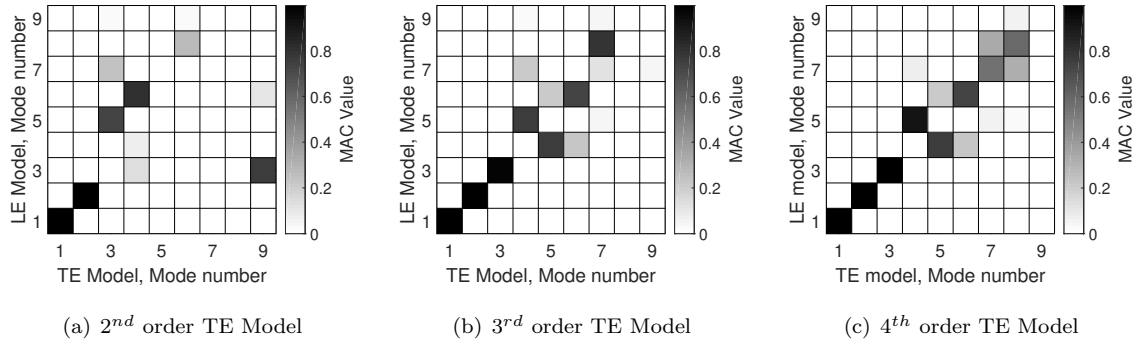 9
7
5
3
1
LE Model, Mode number
1 3 5 7 9
TE Model, Mode number
0.8
0.6
0.4
0.2
0
MAC Value
(a) 2nd order TE Model
9
7
5
3
1
LE Model, Mode number
1 3 5 7 9
TE Model, Mode number
0.8
0.6
0.4
0.2
0
MAC Value
(b) 3rd order TE Model
9
7
5
3
1
LE model, Mode number
1 3 5 7 9
TE model, Mode number
0.8
0.6
0.4
0.2
0
MAC Value
(c) 4th order TE Model